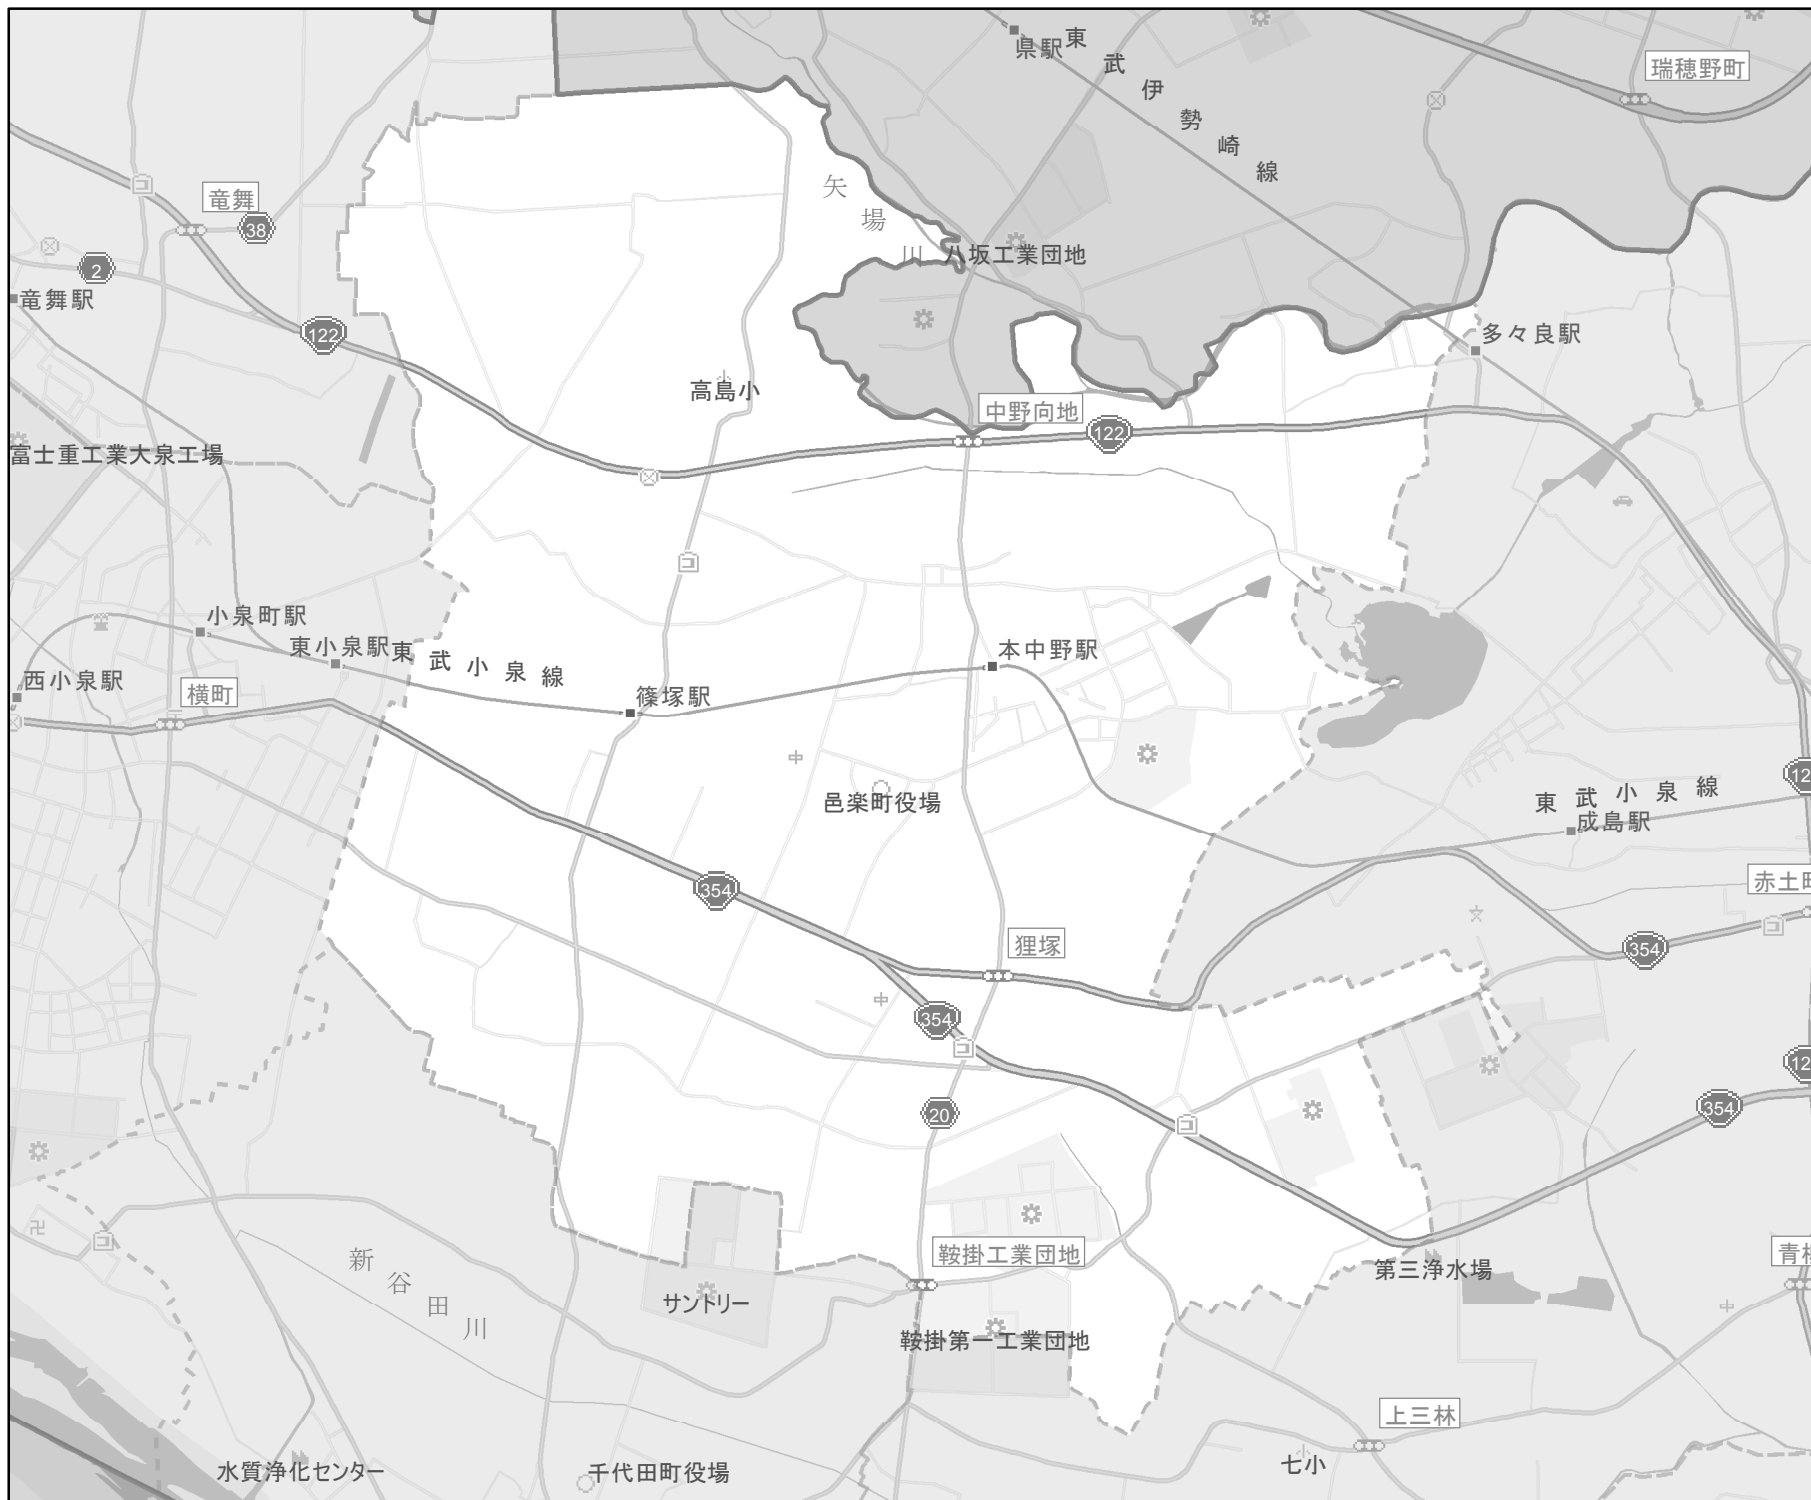 県駅
東武伊勢崎線
瑞穂野町
竜舞
38
2
竜舞駅
122
矢場川
八坂工業団地
多々良駅
高島小
中野向地
122
富士重工業大泉工場
小泉町駅
東小泉駅
東武小泉線
西小泉駅
横町
篠塚駅
本中野駅
邑楽町役場
東武小泉線
成島駅
12
赤土町
354
狸塚
354
354
20
12
354
新谷田川
サントリー
鞍掛工業団地
鞍掛第一工業団地
第三浄水場
青柳
上三林
七小
水質浄化センター
千代田町役場